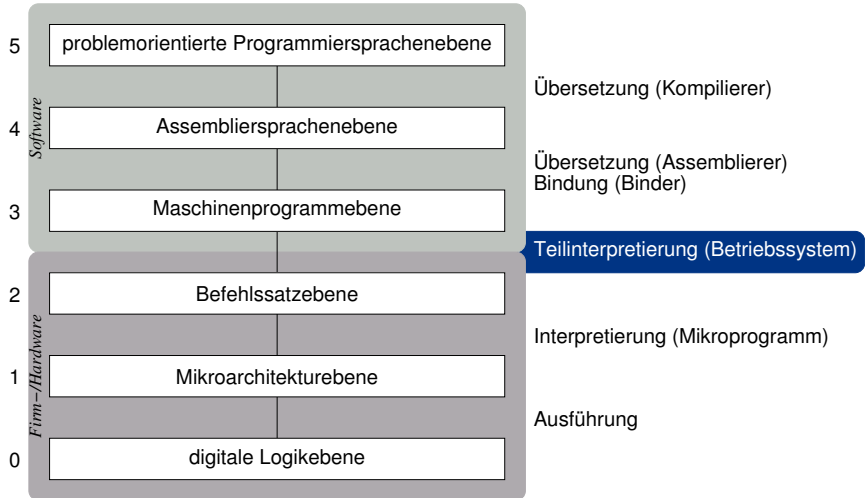 5
problemorientierte Programmiersprachenebene
Übersetzung (Kompilierer)
Software
4
Assembliersprachenebene
Übersetzung (Assemblierer)
Bindung (Binder)
3
Maschinenprogrammebene
Teilinterpretierung (Betriebssystem)
2
Befehlssatzebene
Interpretierung (Mikroprogramm)
Firm–/Hardware
1
Mikroarchitekturebene
Ausführung
0
digitale Logikebene